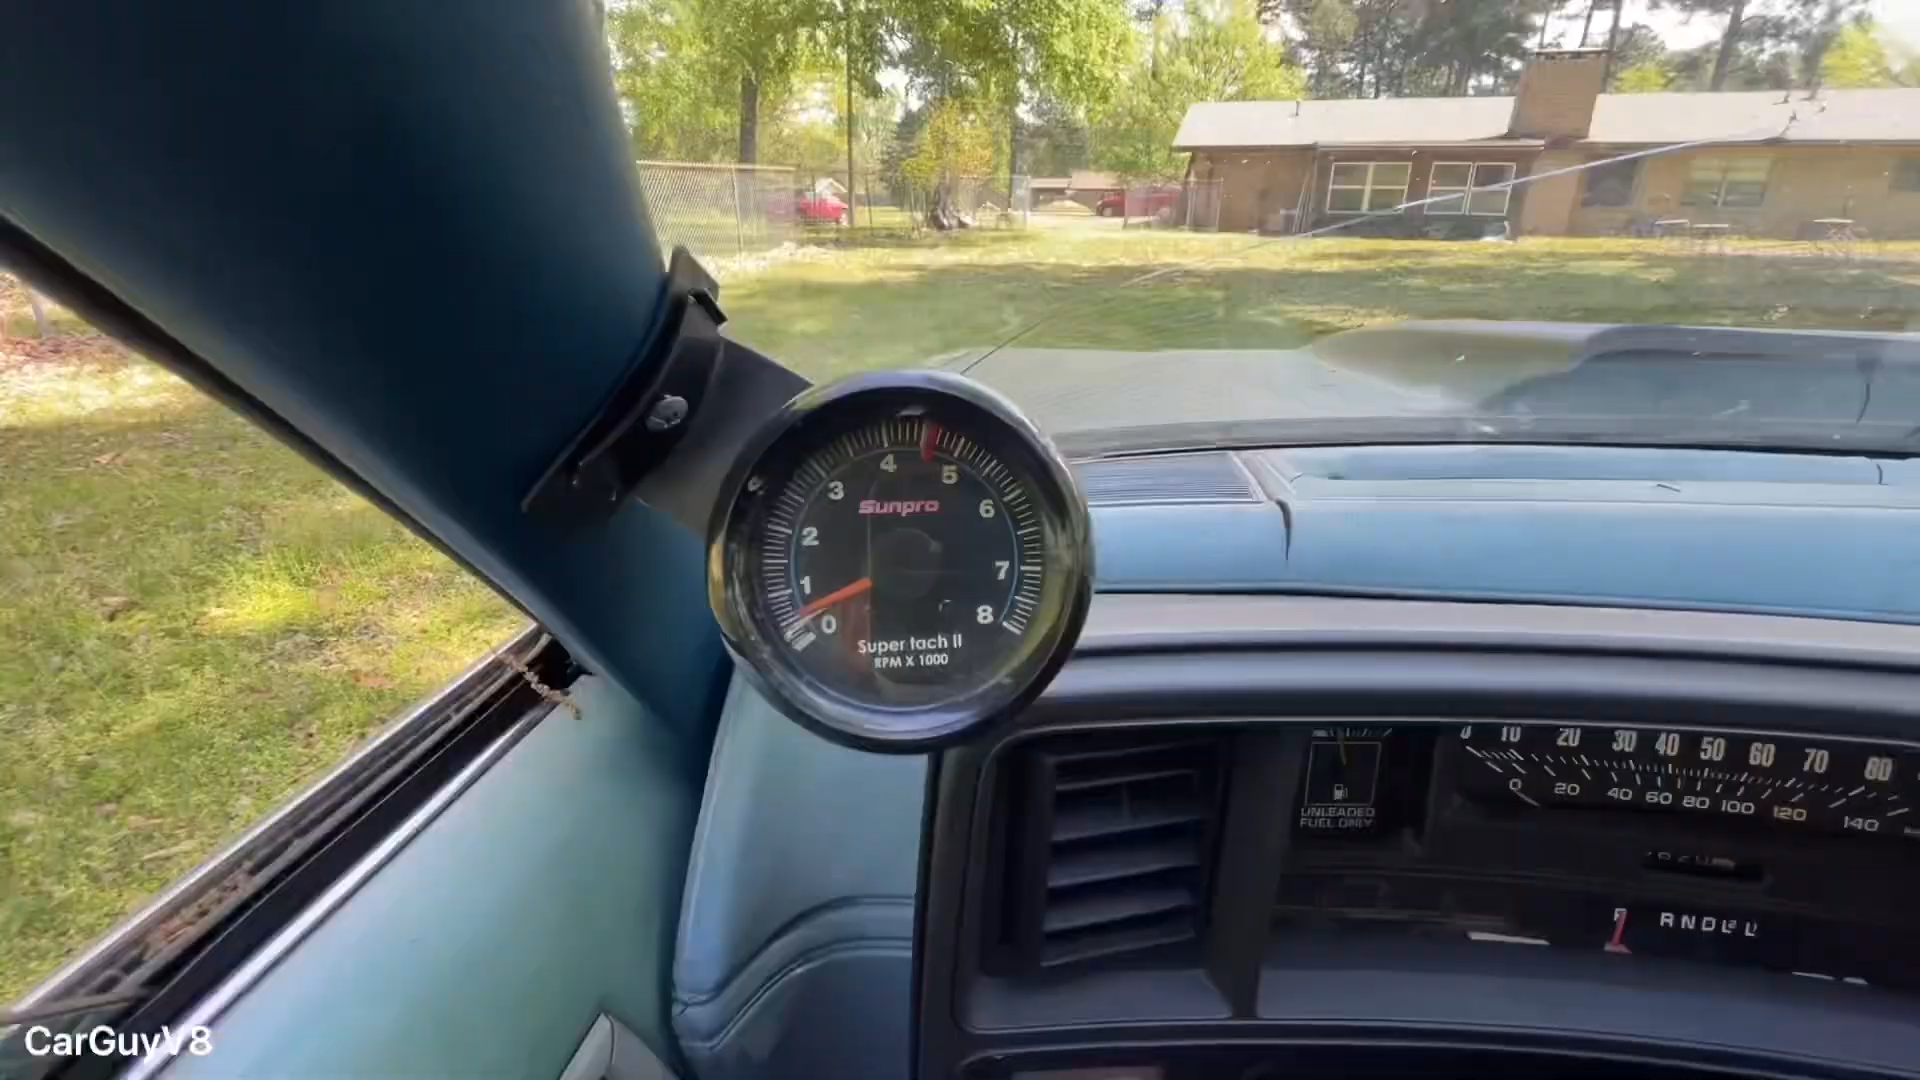 4
5
3
Sunpro
6
2
7
1
8
0
Super tach II
RPM X 1000
10 20 30 40 50 60 70 80
0 20 40 60 80 100 120 140
UNLEADED
FUEL ONLY
R N D
CarGuyV8